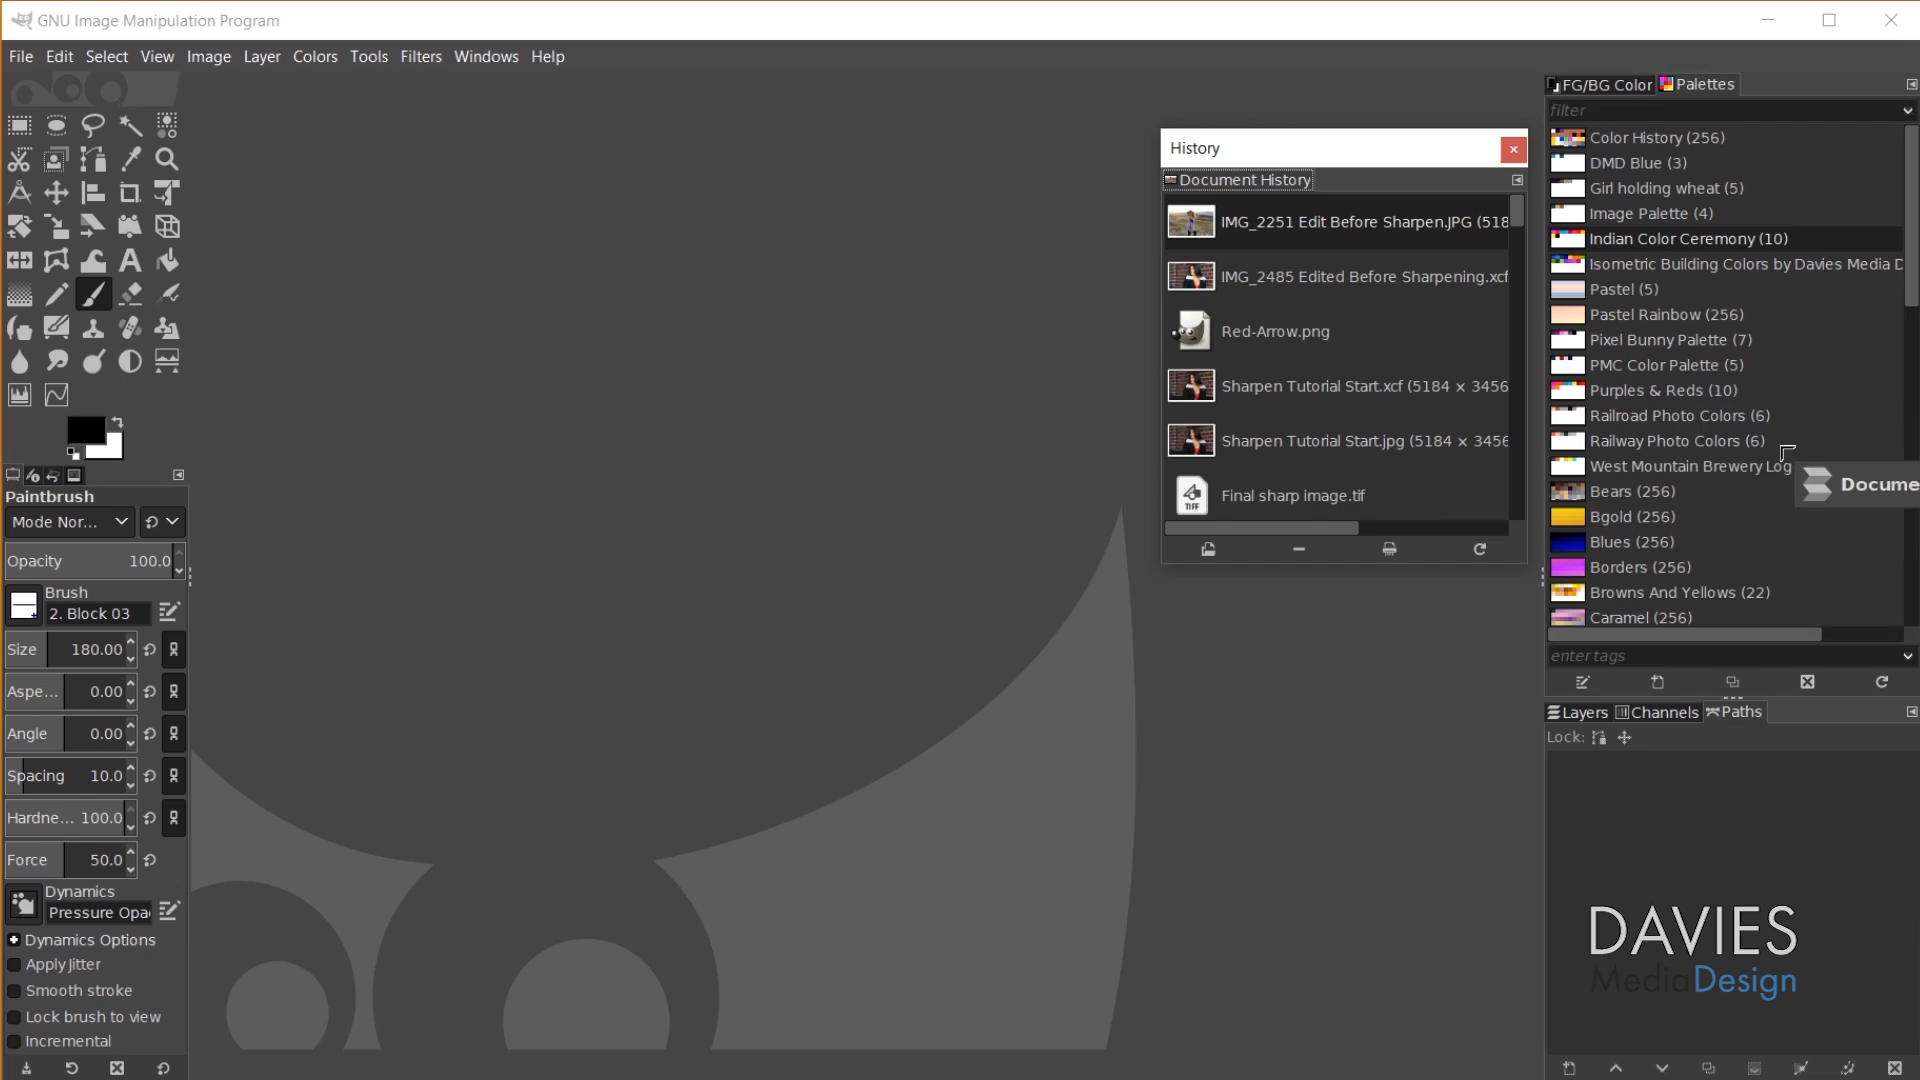 GNU Image Manipulation Program
File Edit Select View Image Layer Colors Tools Filters Windows Help
Paintbrush
Mode Nor...
Opacity 100.0
Brush
2. Block 03
Size 180.00
Aspe... 0.00
Angle 0.00
Spacing 10.0
Hardne... 100.0
Force 50.0
Dynamics
Pressure Opa
Dynamics Options
Apply Jitter
Smooth stroke
Lock brush to view
Incremental
History
Document History
IMG_2251 Edit Before Sharpen.JPG (518
IMG_2485 Edited Before Sharpening.xcf
Red-Arrow.png
Sharpen Tutorial Start.xcf (5184 × 3456
Sharpen Tutorial Start.jpg (5184 × 3456
TIFF
Final sharp image.tif
FG/BG Color Palettes
filter
Color History (256)
DMD Blue (3)
Girl holding wheat (5)
Image Palette (4)
Indian Color Ceremony (10)
Isometric Building Colors by Davies Media D
Pastel (5)
Pastel Rainbow (256)
Pixel Bunny Palette (7)
PMC Color Palette (5)
Purples & Reds (10)
Railroad Photo Colors (6)
Railway Photo Colors (6)
West Mountain Brewery Log
Docume
Bears (256)
Bgold (256)
Blues (256)
Borders (256)
Browns And Yellows (22)
Caramel (256)
enter tags
Layers Channels Paths
Lock:
DAVIES
MediaDesign